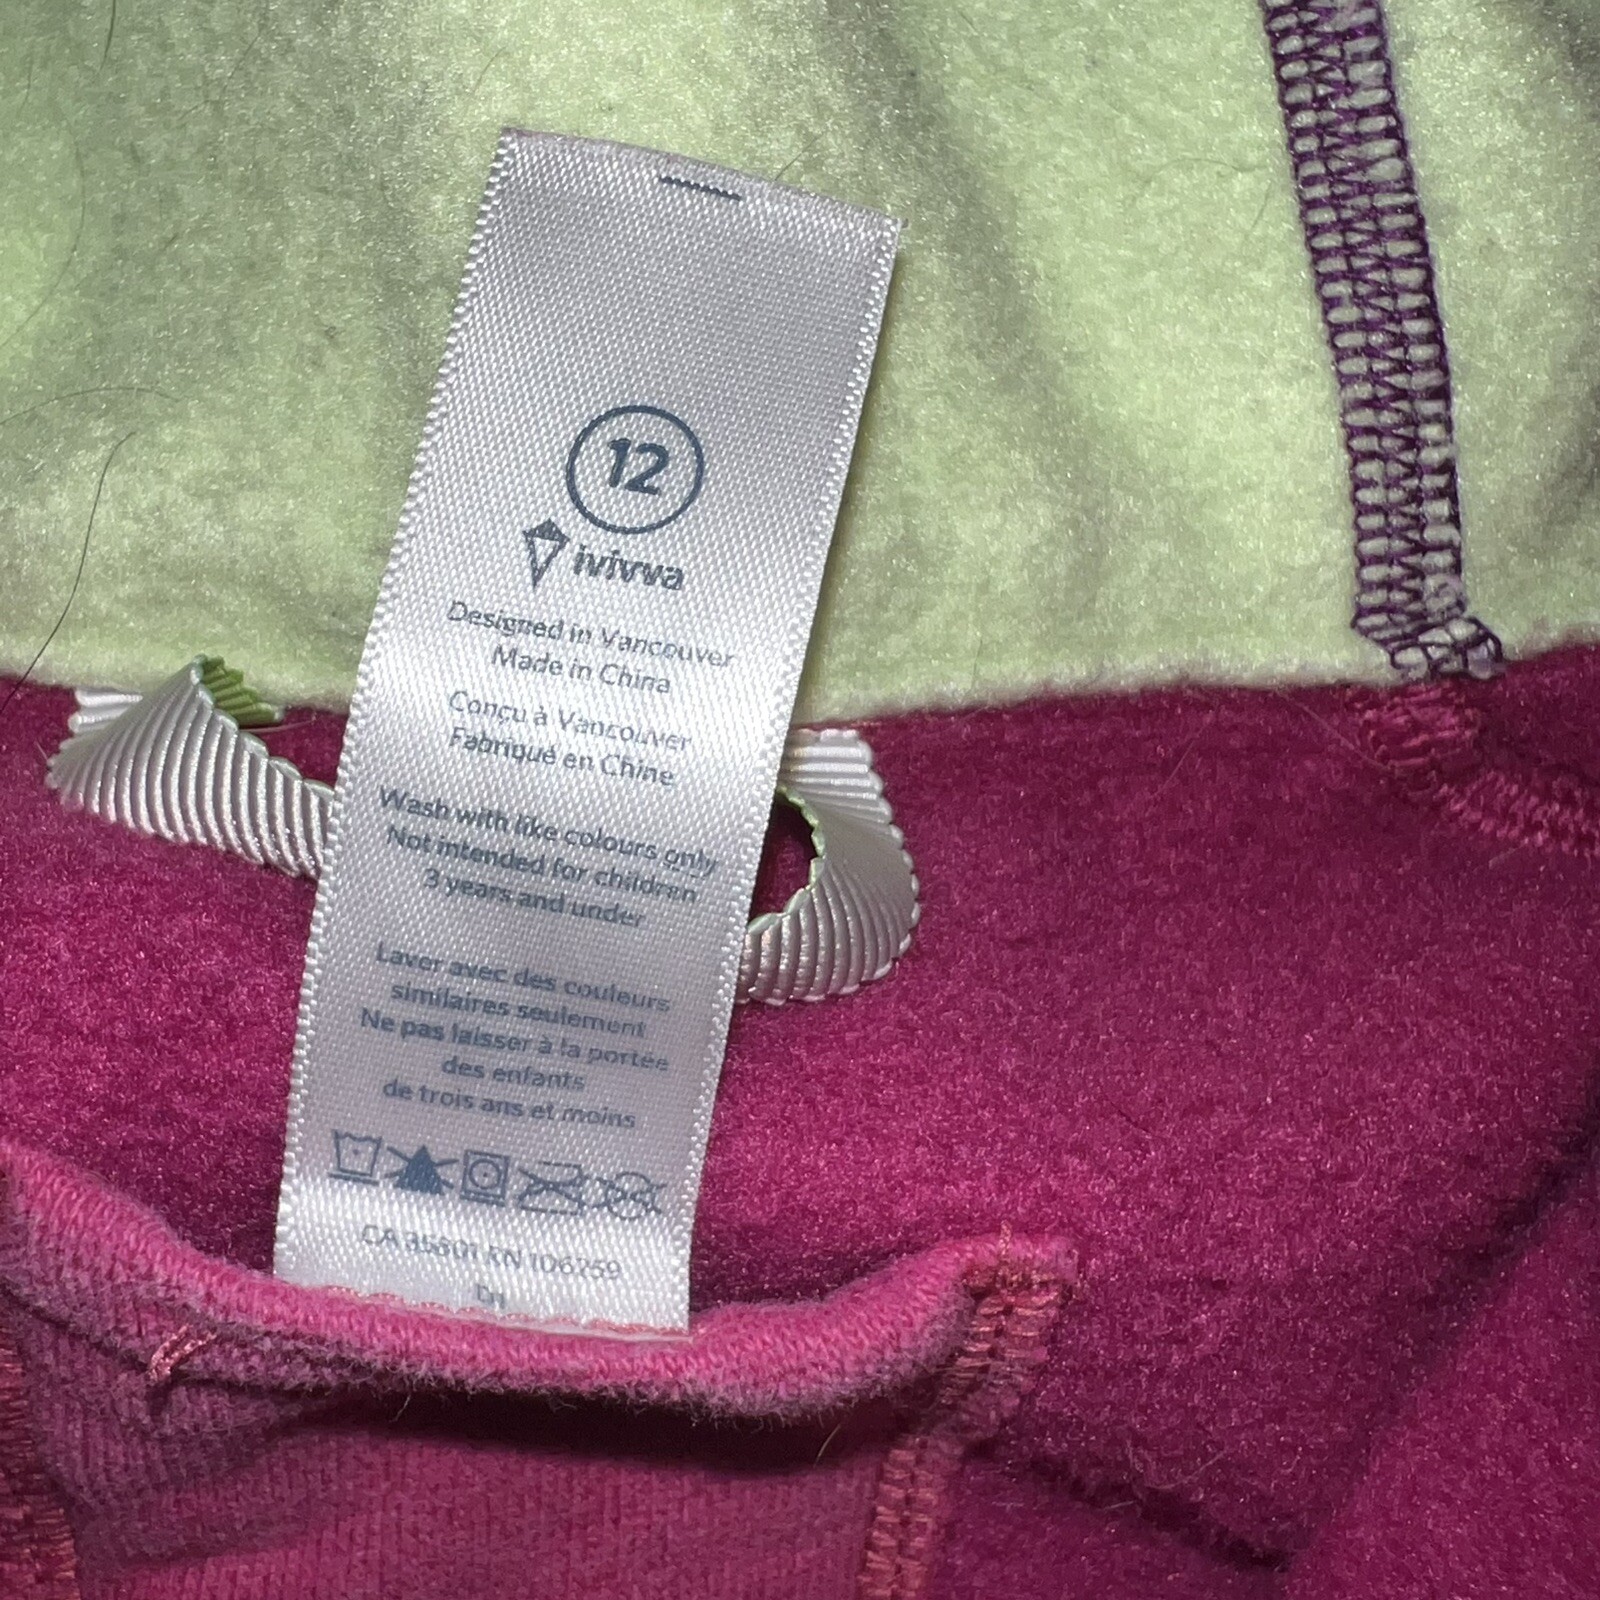 12
ivivva
Designed in Vancouver
Made in China
Conçu à Vancouver
Fabriqué en Chine
Wash with like colours only
Not intended for children
3 years and under
Laver avec des couleurs
similaires seulement
Ne pas laisser à la portée
des enfants
de trois ans et moins
CA 35801 RN 106259